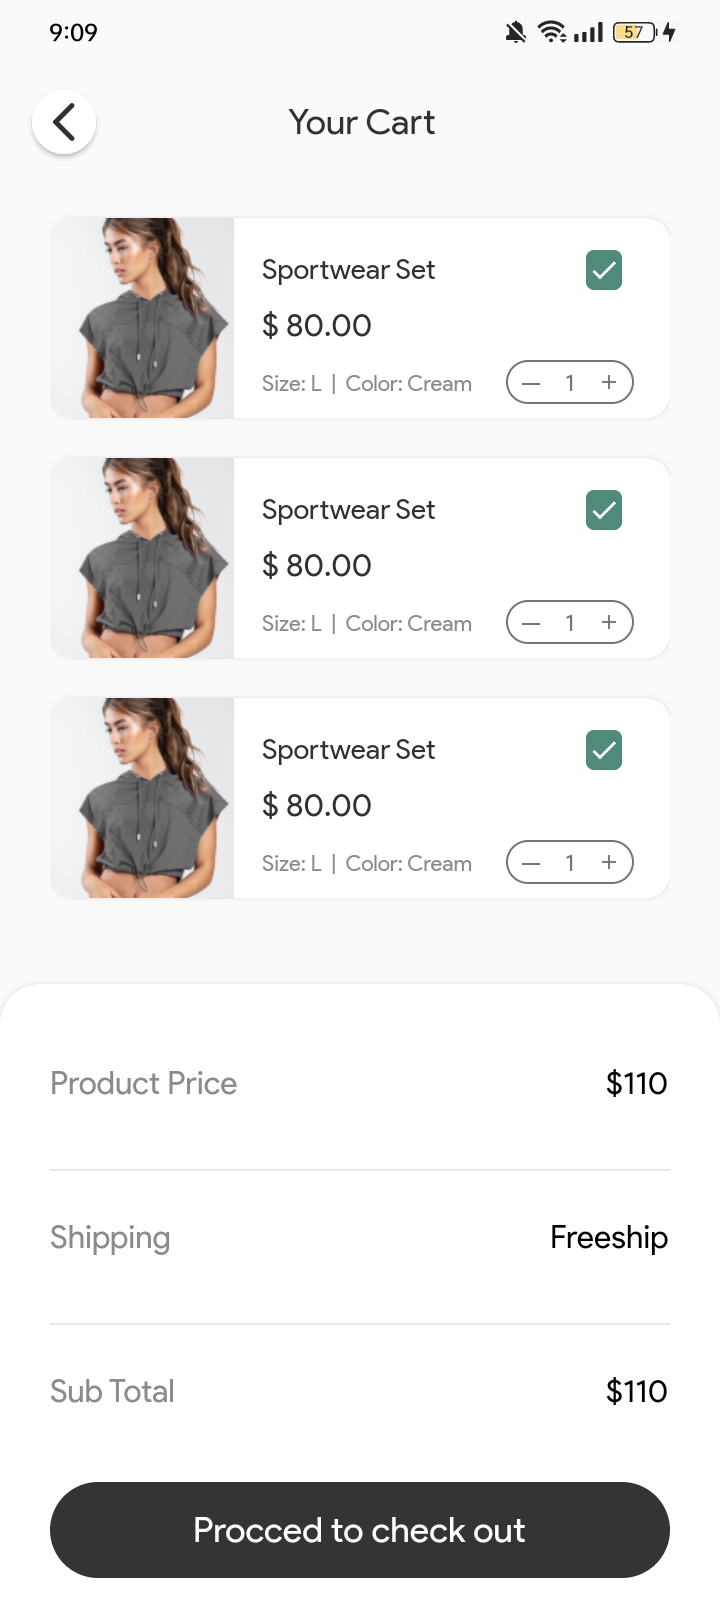 9:09
57
Your Cart
Sportwear Set
$ 80.00
Size: L | Color: Cream
— 1 +
Sportwear Set
$ 80.00
Size: L | Color: Cream
— 1 +
Sportwear Set
$ 80.00
Size: L | Color: Cream
— 1 +
Product Price $110
Shipping Freeship
Sub Total $110
Procced to check out